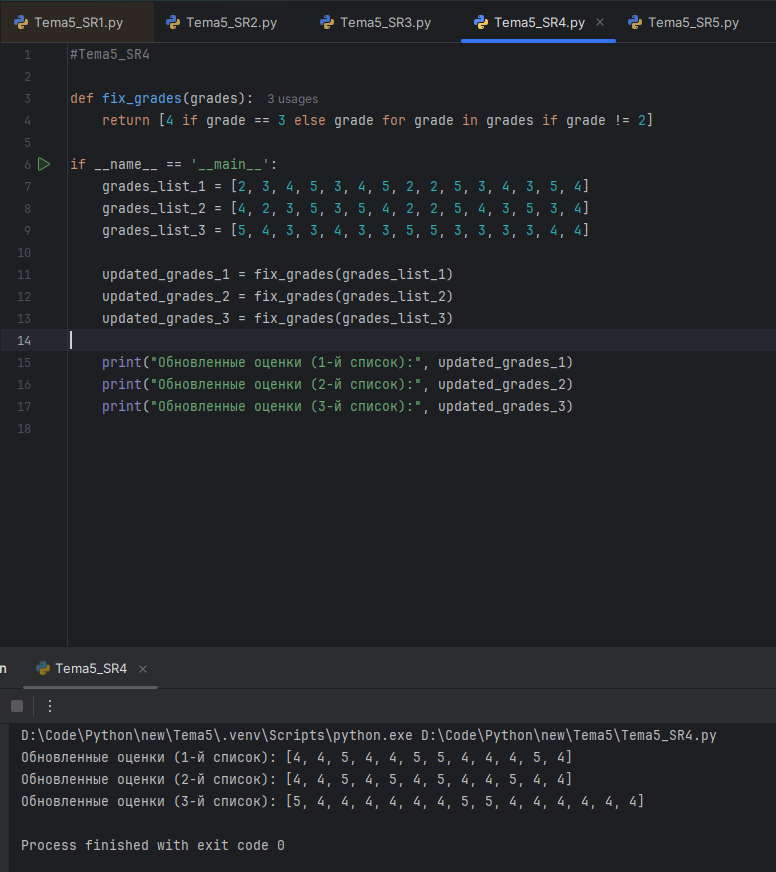 Tema5_SR1.py Tema5_SR2.py Tema5_SR3.py Tema5_SR4.py Tema5_SR5.py
1 #Tema5_SR4
2
3 def fix_grades(grades): 3 usages
4 return [4 if grade == 3 else grade for grade in grades if grade != 2]
5
6 if __name__ == '__main__':
7 grades_list_1 = [2, 3, 4, 5, 3, 4, 5, 2, 2, 5, 3, 4, 3, 5, 4]
8 grades_list_2 = [4, 2, 3, 5, 3, 5, 4, 2, 2, 5, 4, 3, 5, 3, 4]
9 grades_list_3 = [5, 4, 3, 3, 4, 3, 3, 5, 5, 3, 3, 3, 3, 4, 4]
10
11 updated_grades_1 = fix_grades(grades_list_1)
12 updated_grades_2 = fix_grades(grades_list_2)
13 updated_grades_3 = fix_grades(grades_list_3)
14
15 print("Обновленные оценки (1-й список):", updated_grades_1)
16 print("Обновленные оценки (2-й список):", updated_grades_2)
17 print("Обновленные оценки (3-й список):", updated_grades_3)
18
n Tema5_SR4
D:\Code\Python\new\Tema5\.venv\Scripts\python.exe D:\Code\Python\new\Tema5\Tema5_SR4.py
Обновленные оценки (1-й список): [4, 4, 5, 4, 4, 5, 5, 4, 4, 4, 5, 4]
Обновленные оценки (2-й список): [4, 4, 5, 4, 5, 4, 5, 4, 4, 5, 4, 4]
Обновленные оценки (3-й список): [5, 4, 4, 4, 4, 4, 4, 5, 5, 4, 4, 4, 4, 4, 4]
Process finished with exit code 0